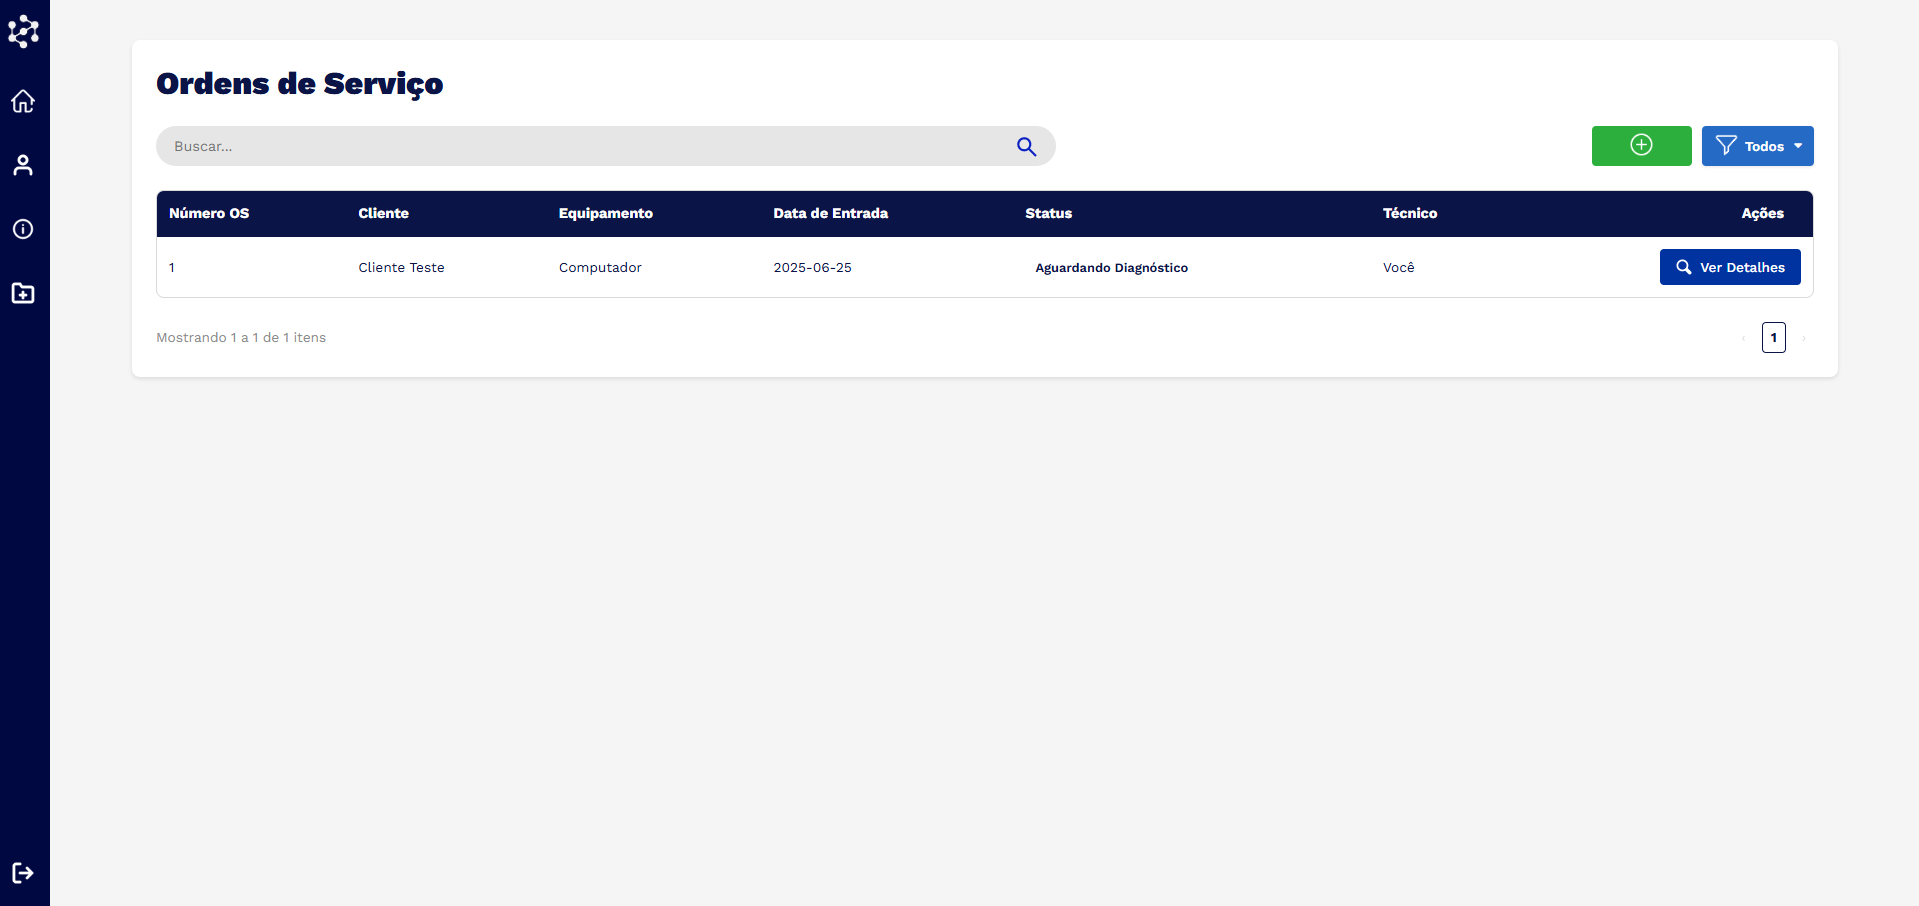 Ordens de Serviço
Buscar...
Todos
Número OS Cliente Equipamento Data de Entrada Status Técnico Ações
1 Cliente Teste Computador 2025-06-25 Aguardando Diagnóstico Você Ver Detalhes
Mostrando 1 a 1 de 1 itens
‹ 1 ›